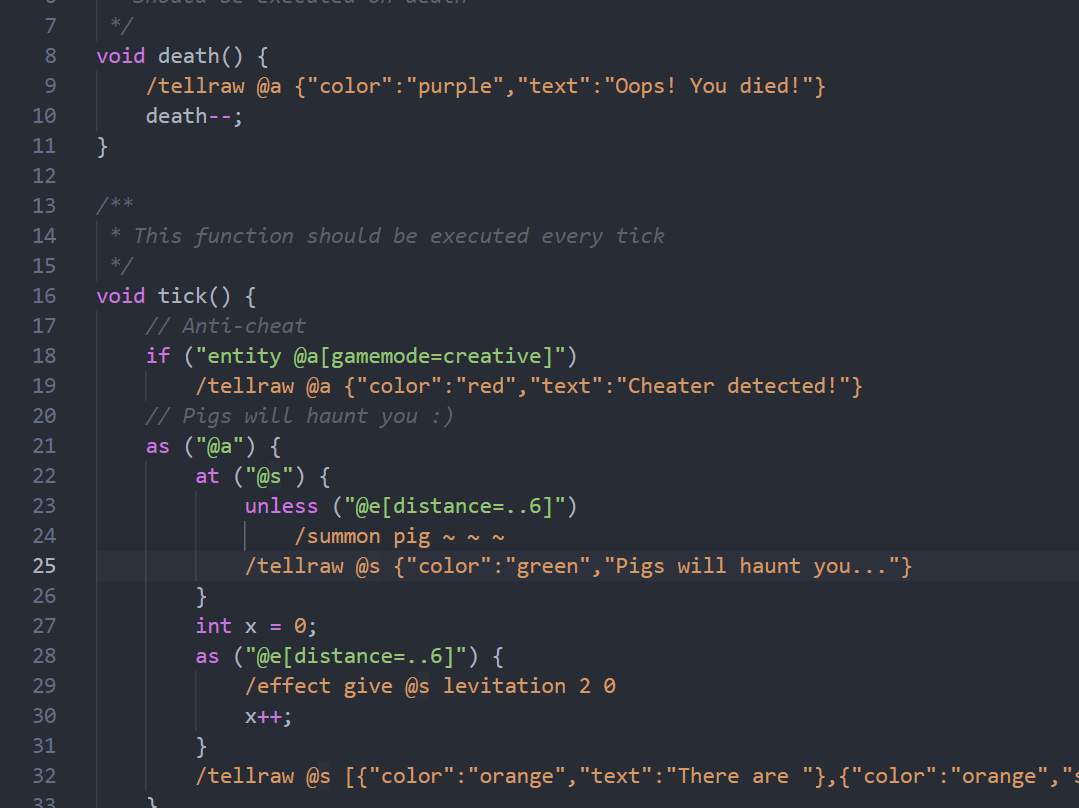 6 Should be executed on death
7 */
8 void death() {
9 /tellraw @a {"color":"purple","text":"Oops! You died!"}
10 death--;
11 }
12
13 /**
14 * This function should be executed every tick
15 */
16 void tick() {
17 // Anti-cheat
18 if ("entity @a[gamemode=creative]")
19 /tellraw @a {"color":"red","text":"Cheater detected!"}
20 // Pigs will haunt you :)
21 as ("@a") {
22 at ("@s") {
23 unless ("@e[distance=..6]")
24 /summon pig ~ ~ ~
25 /tellraw @s {"color":"green","Pigs will haunt you..."}
26 }
27 int x = 0;
28 as ("@e[distance=..6]") {
29 /effect give @s levitation 2 0
30 x++;
31 }
32 /tellraw @s [{"color":"orange","text":"There are "},{"color":"orange","s
33 }